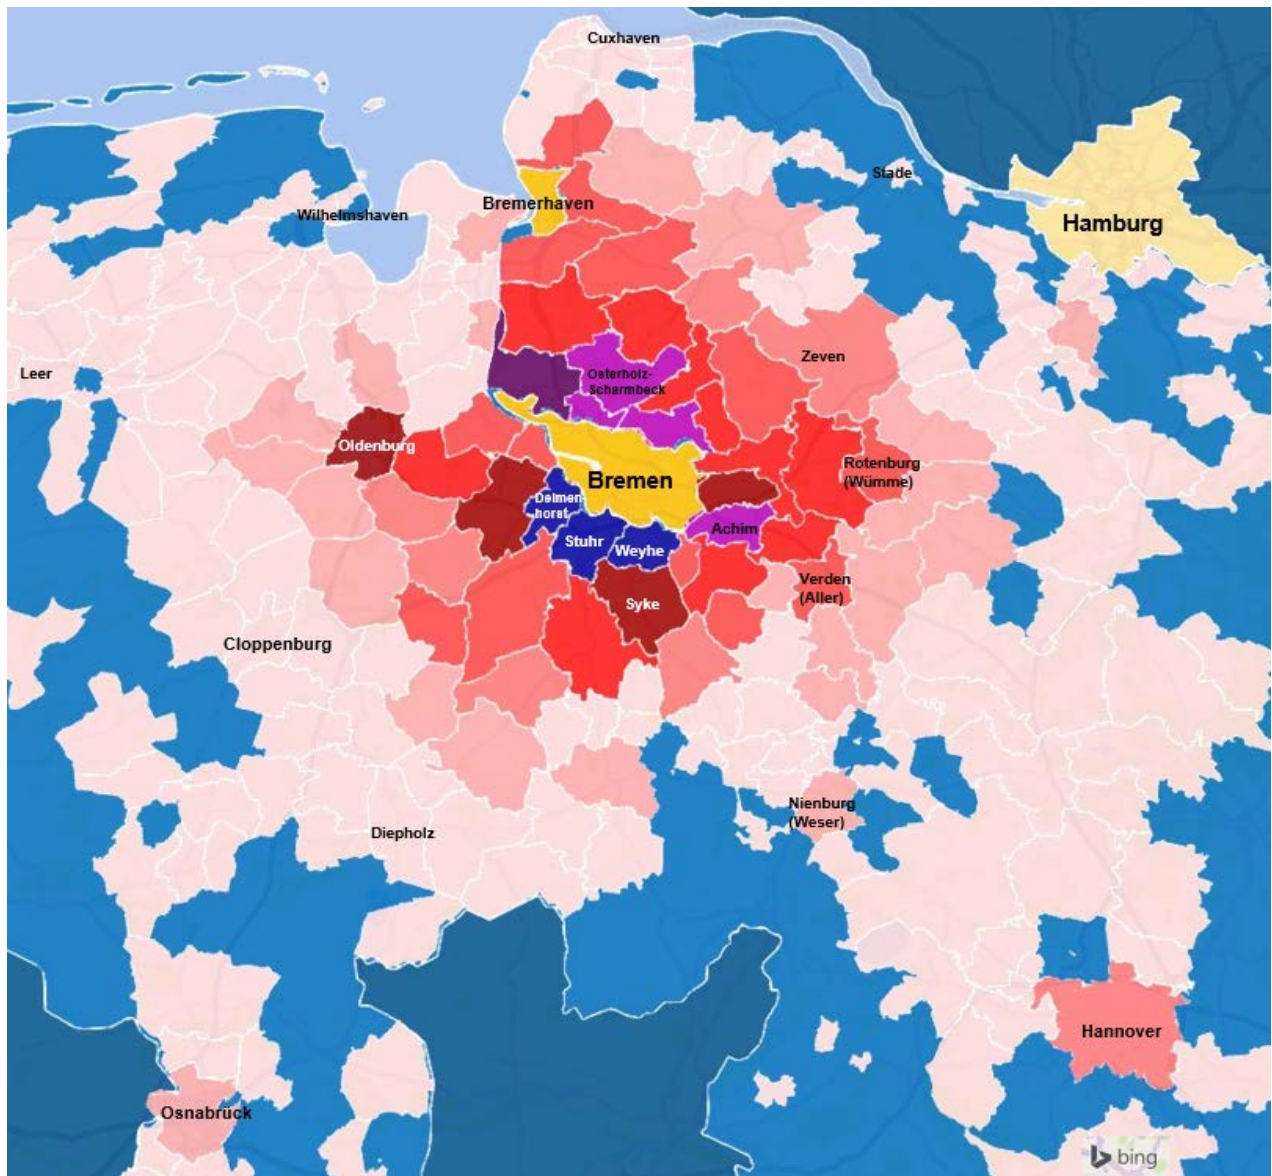 Cuxhaven
Stade
Bremerhaven
Wilhelmshaven
Hamburg
Zeven
Leer
Osterholz-
Scharmbeck
Oldenburg
Rotenburg
(Wümme)
Bremen
Delmen-
horst
Achim
Stuhr
Weyhe
Verden
(Aller)
Syke
Cloppenburg
Nienburg
(Weser)
Diepholz
Hannover
Osnabrück
bing